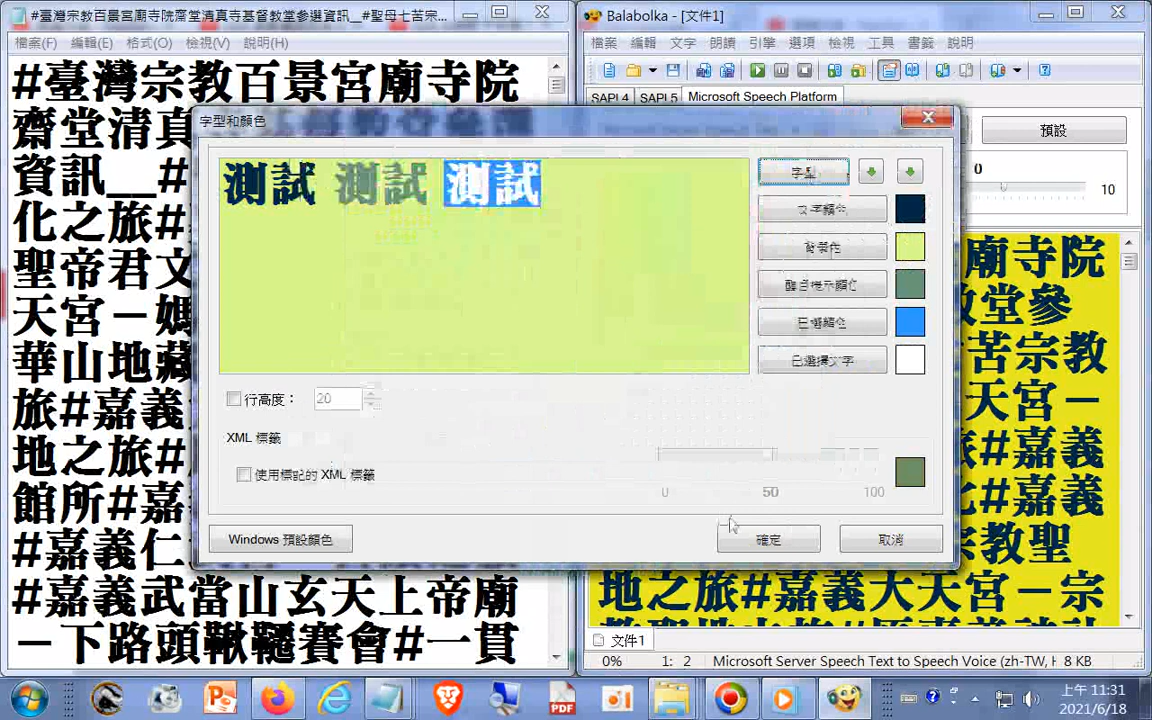 #臺灣宗教百景宮廟寺院齋堂清真寺基督教堂參選資訊__#聖母七苦宗...
檔案(F) 編輯(E) 格式(O) 檢視(V) 說明(H)
#臺灣宗教百景宮廟寺院
齋堂清真
資訊__#
化之旅#
聖帝君文
天宮－媽
華山地藏
旅#嘉義
地之旅#
館所#嘉
#嘉義仁
#嘉義武當山玄天上帝廟
－下路頭鞦韆賽會#一貫
Balabolka - [文件1]
檔案 編輯 文字 朗讀 引擎 選項 檢視 工具 書籤 說明
SAPI 4 SAPI 5 Microsoft Speech Platform
預設
0
10
廟寺院
教堂參
苦宗教
天宮－
#嘉義
化#嘉義
宗教聖
地之旅#嘉義大天宮－宗
文件1
0% 1: 2 Microsoft Server Speech Text to Speech Voice (zh-TW, H 8 KB
字型和顏色
測試 測試 測試
字型
文字顏色
背景色
醒目提示顏色
已選顏色
已選擇文字
行高度： 20
XML 標籤
使用標記的 XML 標籤
0 50 100
Windows 預設顏色 確定 取消
上午 11:31
2021/6/18